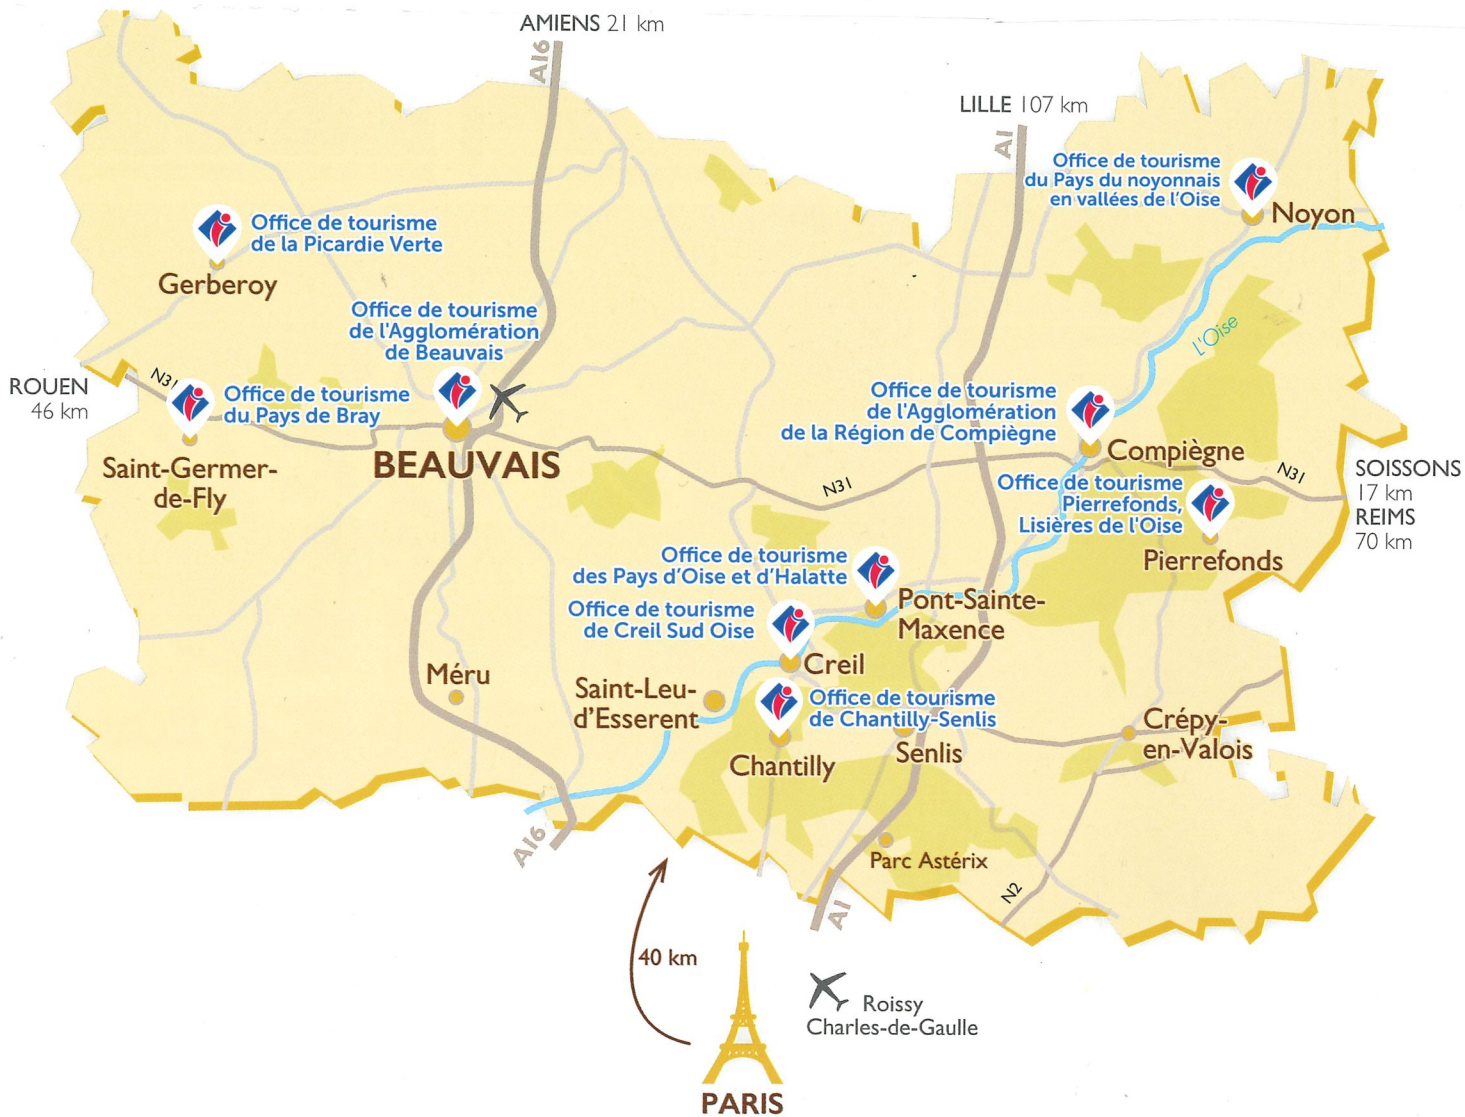 AMIENS 21 km
A16
LILLE 107 km
A1
Office de tourisme
du Pays du noyonnais
en vallées de l'Oise
Noyon
Office de tourisme
de la Picardie Verte
Gerberoy
Office de tourisme
de l'Agglomération
de Beauvais
L'Oise
ROUEN
46 km
N31
Office de tourisme
du Pays de Bray
Saint-Germer-
de-Fly
BEAUVAIS
Office de tourisme
de l'Agglomération
de la Région de Compiègne
Compiègne
N31
N31
SOISSONS
17 km
REIMS
70 km
Office de tourisme
Pierrefonds,
Lisières de l'Oise
Pierrefonds
Office de tourisme
des Pays d'Oise et d'Halatte
Pont-Sainte-
Maxence
Office de tourisme
de Creil Sud Oise
Creil
Méru
Saint-Leu-
d'Esserent
Office de tourisme
de Chantilly-Senlis
Chantilly
Senlis
Crépy-
en-Valois
A16
Parc Astérix
N2
A1
40 km
Roissy
Charles-de-Gaulle
PARIS